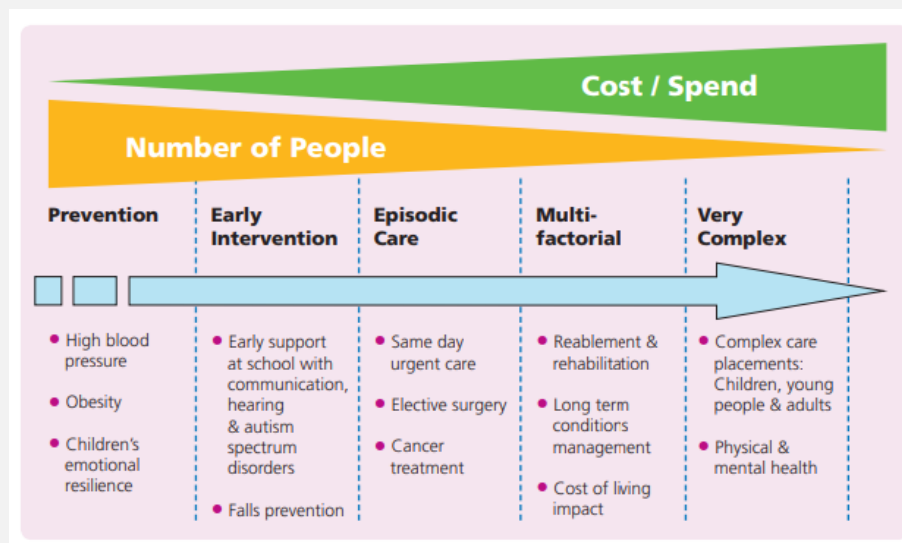 Cost / Spend
Number of People
Prevention
Early
Intervention
Episodic
Care
Multi-
factorial
Very
Complex
• High blood
pressure
• Obesity
• Children's
emotional
resilience
• Early support
at school with
communication,
hearing
& autism
spectrum
disorders
• Falls prevention
• Same day
urgent care
• Elective surgery
• Cancer
treatment
• Reablement &
rehabilitation
• Long term
conditions
management
• Cost of living
impact
• Complex care
placements:
Children, young
people & adults
• Physical &
mental health